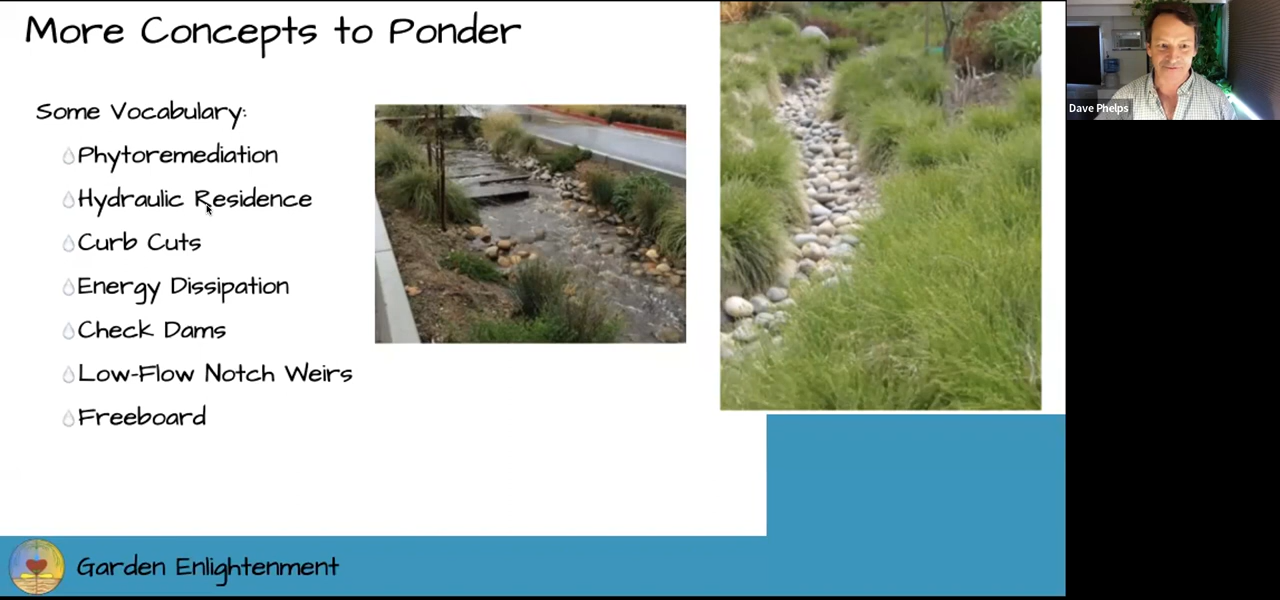 More Concepts to Ponder
Some Vocabulary:
Phytoremediation
Hydraulic Residence
Curb Cuts
Energy Dissipation
Check Dams
Low-Flow Notch Weirs
Freeboard
Garden Enlightenment
Dave Phelps